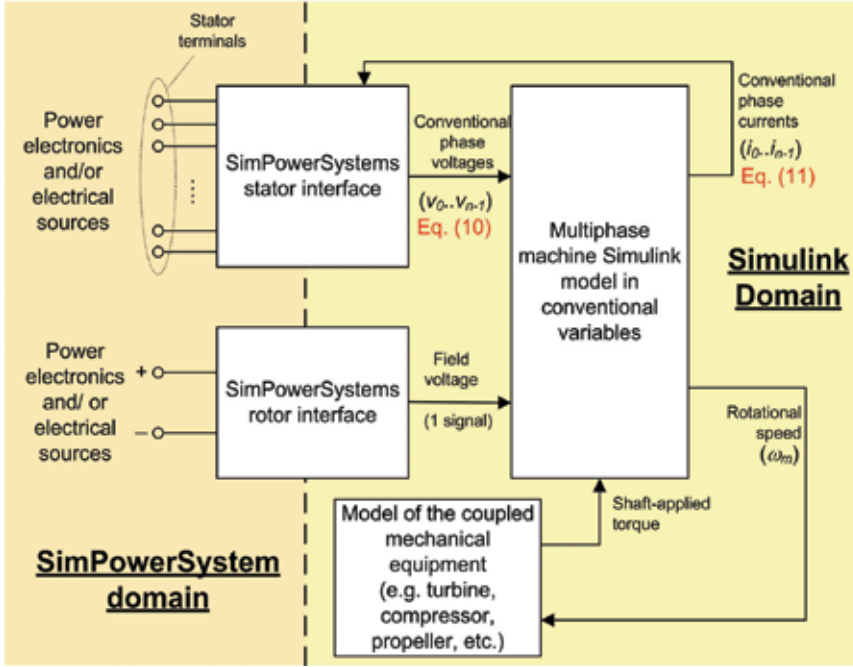 Stator
terminals
Power
electronics
and/or
electrical
sources
SimPowerSystems
stator interface
Conventional
phase
voltages
(v0..vn-1)
Eq. (10)
Conventional
phase
currents
(i0..in-1)
Eq. (11)
Multiphase
machine Simulink
model in
conventional
variables
Simulink
Domain
Power
electronics
and/ or
electrical
sources
+
–
SimPowerSystems
rotor interface
Field
voltage
(1 signal)
Rotational
speed
(ωm)
Shaft-applied
torque
Model of the coupled
mechanical
equipment
(e.g. turbine,
compressor,
propeller, etc.)
SimPowerSystem
domain